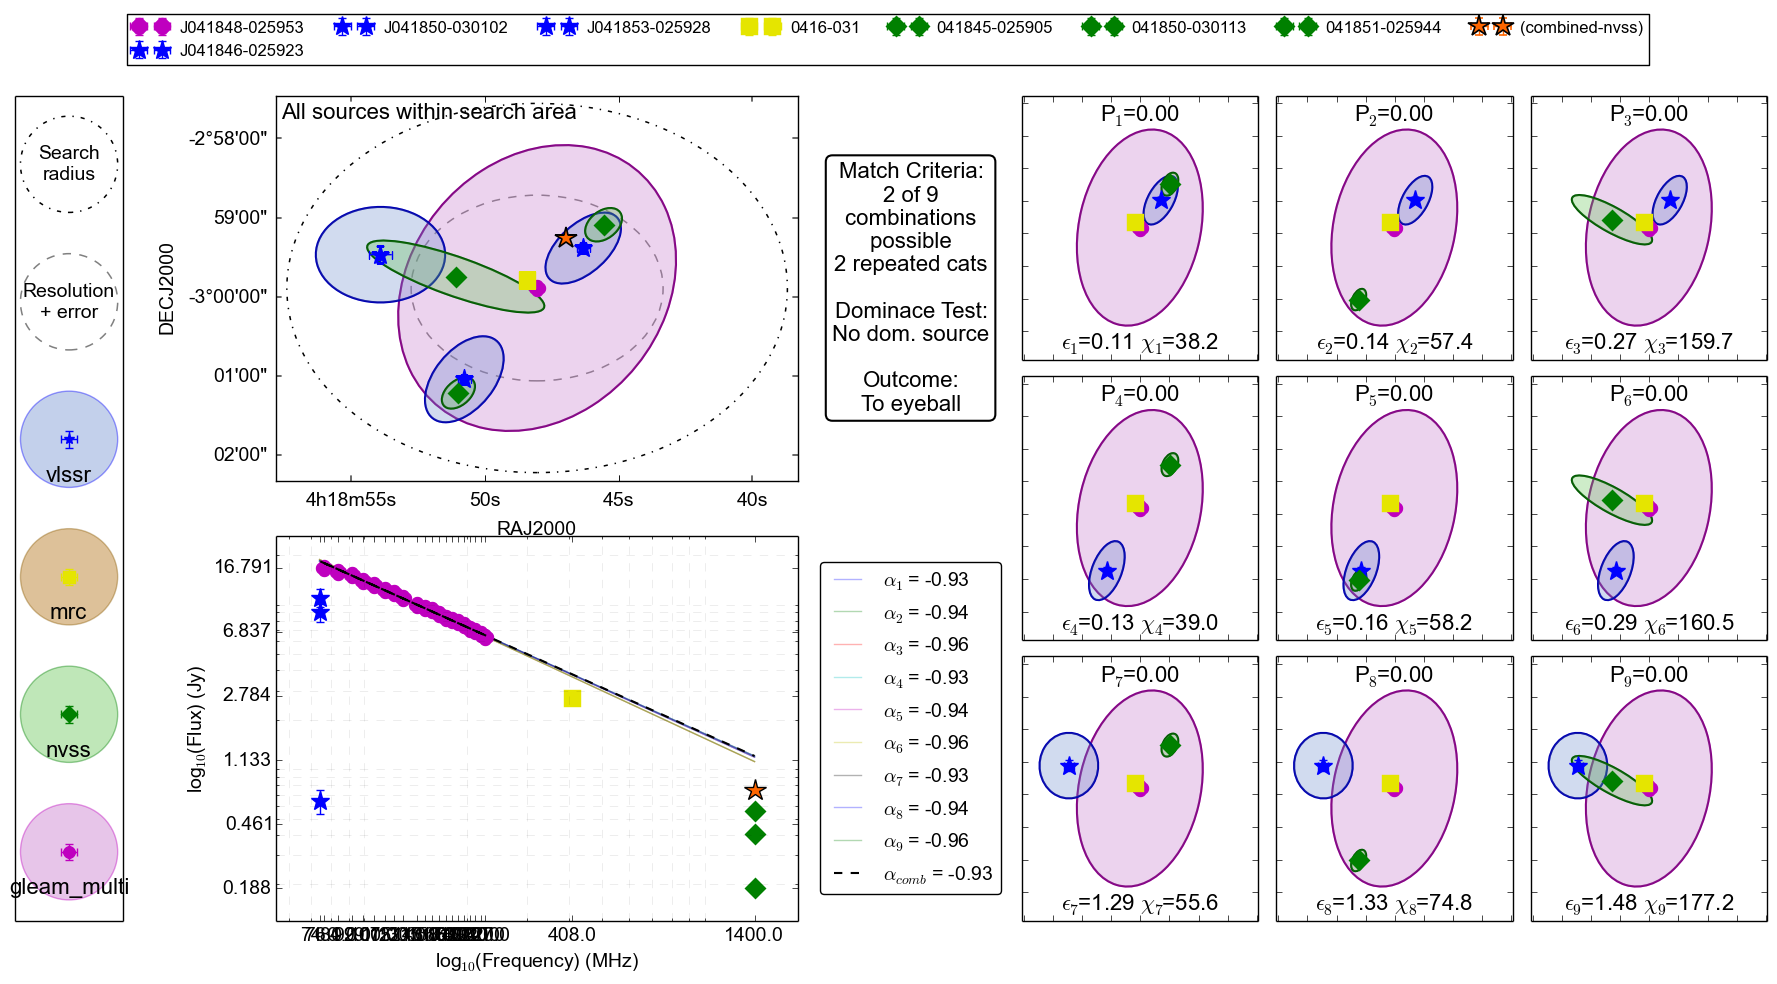 J041848-025953
J041850-030102
J041853-025928
0416-031
041845-025905
041850-030113
041851-025944
(combined-nvss)
J041846-025923
Search
radius
Resolution
+ error
vlssr
mrc
nvss
gleam_multi
All sources within search area
DECJ2000
-2°58'00"
59'00"
-3°00'00"
01'00"
02'00"
4h18m55s
50s
45s
40s
RAJ2000
Match Criteria:
2 of 9
combinations
possible
2 repeated cats
Dominace Test:
No dom. source
Outcome:
To eyeball
log10(Flux) (Jy)
16.791
6.837
2.784
1.133
0.461
0.188
408.0
1400.0
log10(Frequency) (MHz)
α1 = -0.93
α2 = -0.94
α3 = -0.96
α4 = -0.93
α5 = -0.94
α6 = -0.96
α7 = -0.93
α8 = -0.94
α9 = -0.96
αcomb = -0.93
P1=0.00
ϵ1=0.11 χ1=38.2
P2=0.00
ϵ2=0.14 χ2=57.4
P3=0.00
ϵ3=0.27 χ3=159.7
P4=0.00
ϵ4=0.13 χ4=39.0
P5=0.00
ϵ5=0.16 χ5=58.2
P6=0.00
ϵ6=0.29 χ6=160.5
P7=0.00
ϵ7=1.29 χ7=55.6
P8=0.00
ϵ8=1.33 χ8=74.8
P9=0.00
ϵ9=1.48 χ9=177.2